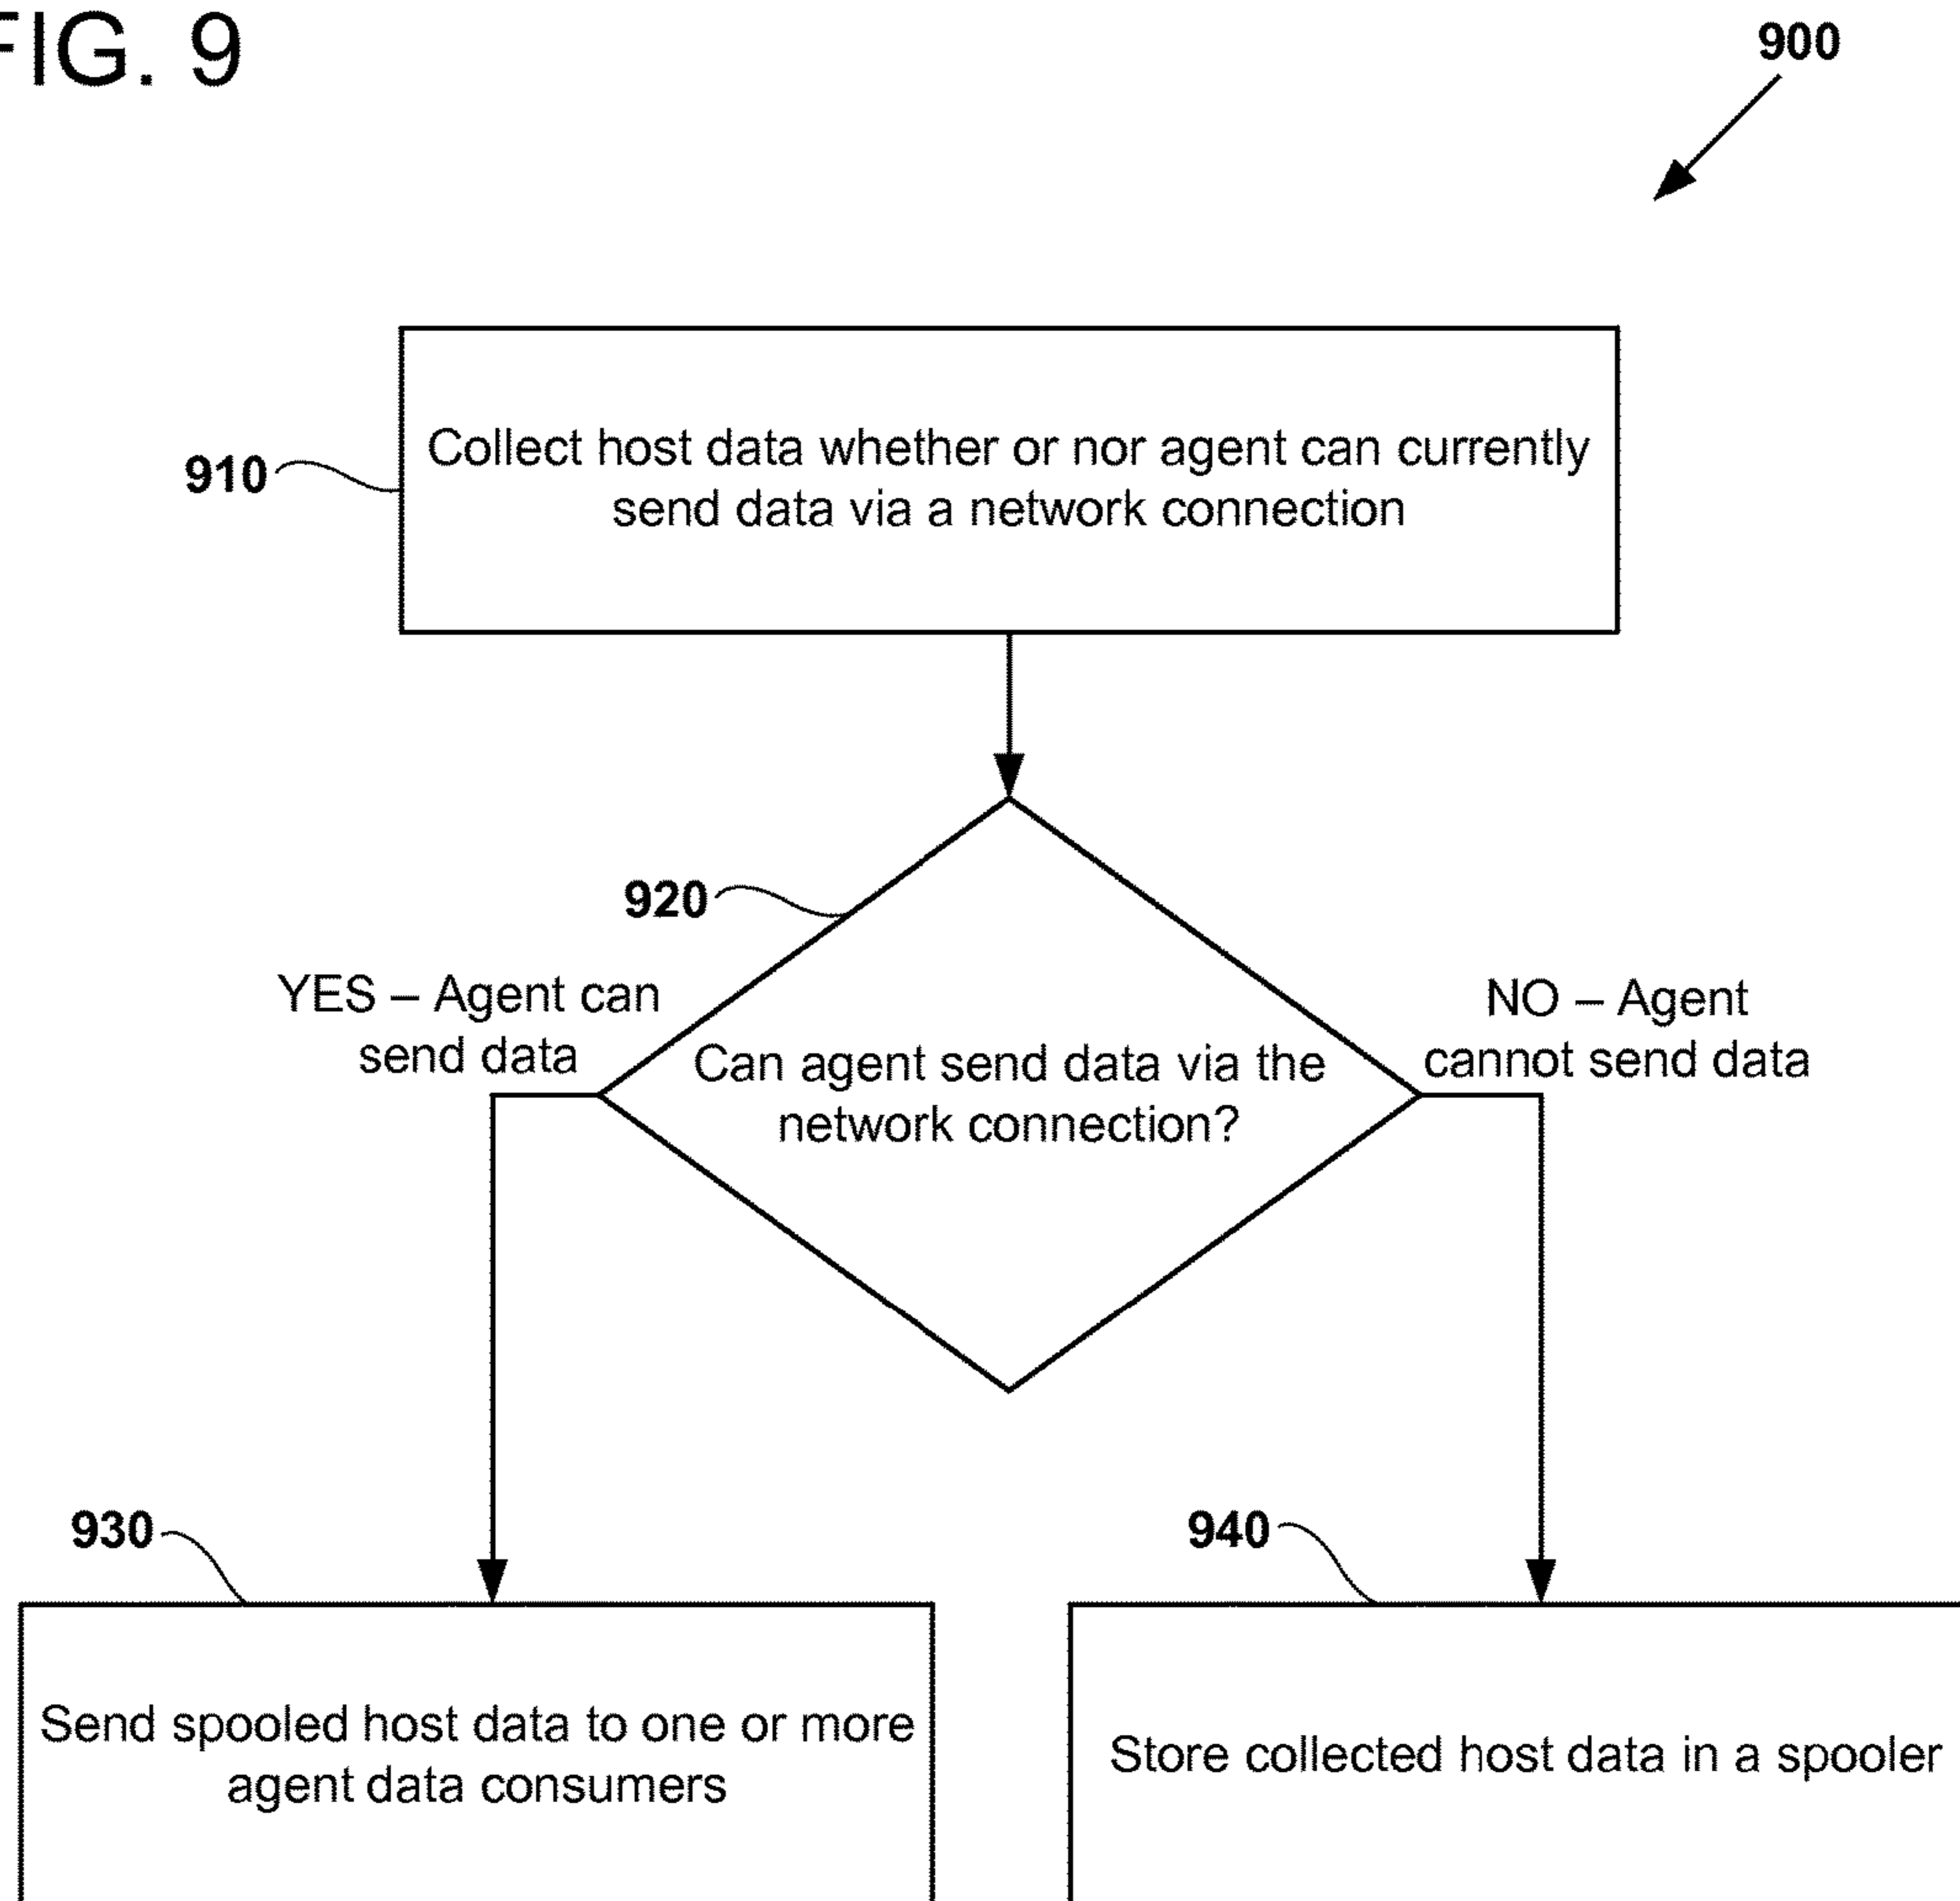 FIG. 9
900
910
Collect host data whether or nor agent can currently
send data via a network connection
920
YES – Agent can
send data
Can agent send data via the
network connection?
NO – Agent
cannot send data
930
Send spooled host data to one or more
agent data consumers
940
Store collected host data in a spooler